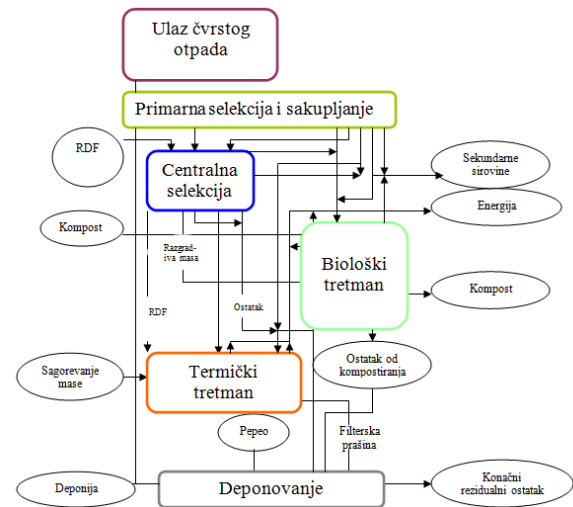 Ulaz čvrstog
otpada
Primarna selekcija i sakupljanje
RDF
Centralna
selekcija
Sekundarne
sirovine
Energija
Kompost
Razgrad-
iva masa
Biološki
tretman
Kompost
RDF
Ostatak
Ostatak od
kompostiranja
Sagorevanje
mase
Termički
tretman
Pepeo
Filterska
prašina
Deponija
Deponovanje
Konačni
rezidualni ostatak